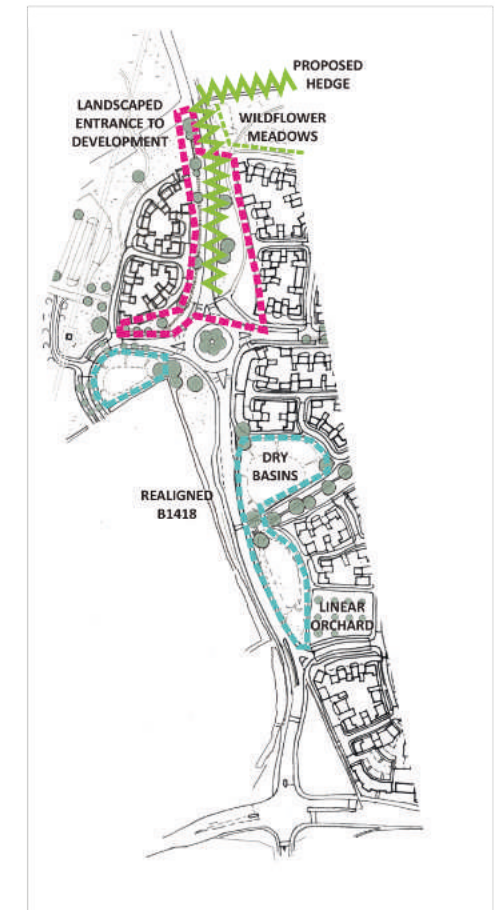 PROPOSED
HEDGE
LANDSCAPED
ENTRANCE TO
DEVELOPMENT
WILDFLOWER
MEADOWS
DRY
BASINS
REALIGNED
B1418
LINEAR
ORCHARD